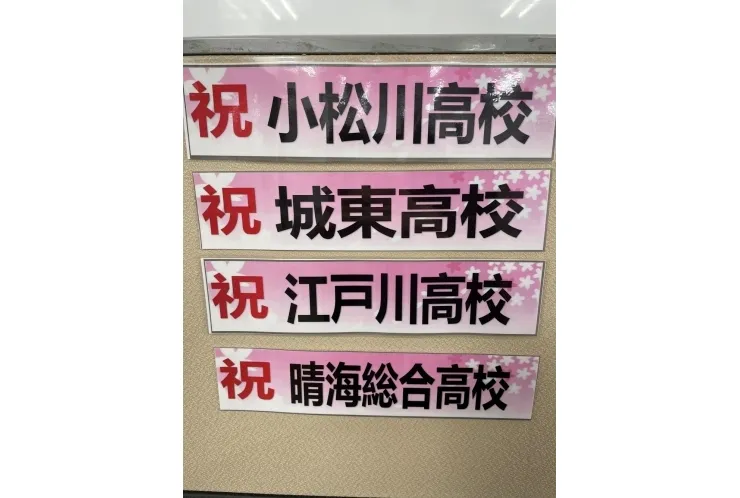 祝 小松川高校
祝 城東高校
祝 江戸川高校
祝 晴海総合高校